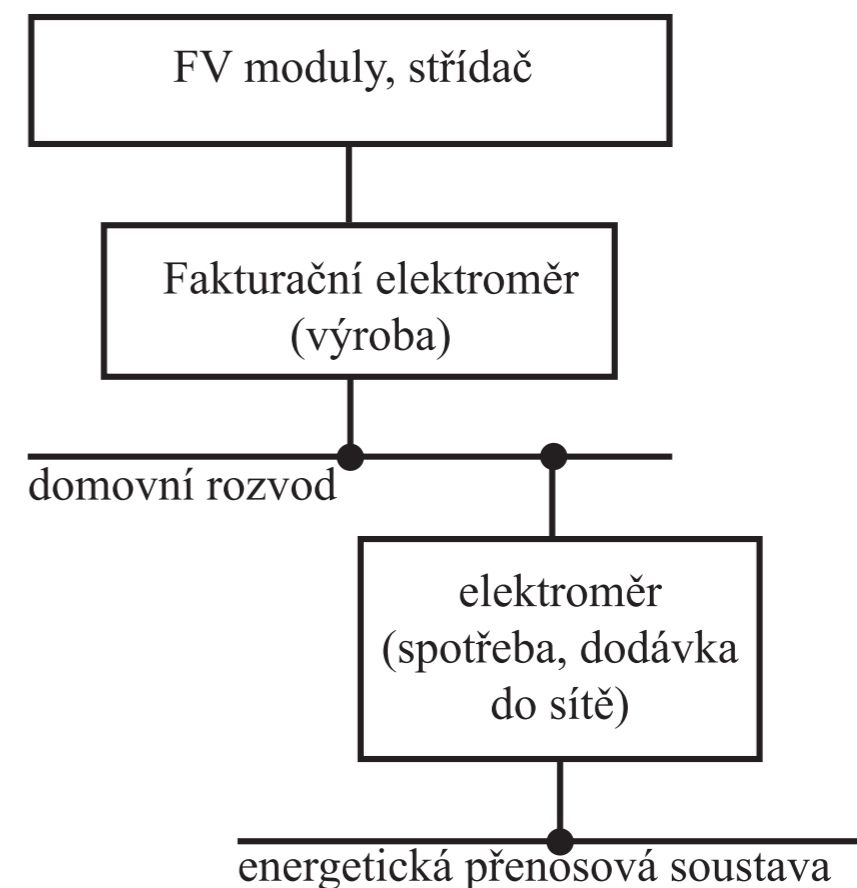 FV moduly, střídač
Fakturační elektroměr
(výroba)
domovní rozvod
elektroměr
(spotřeba, dodávka
do sítě)
energetická přenosová soustava